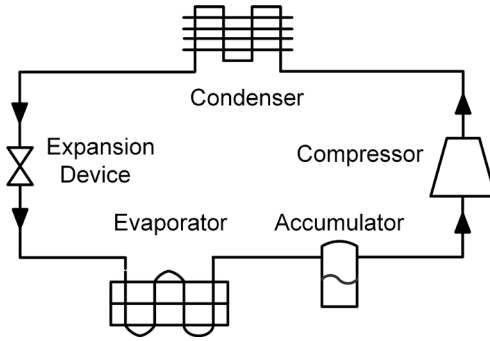 Condenser
Expansion
Device
Compressor
Evaporator
Accumulator